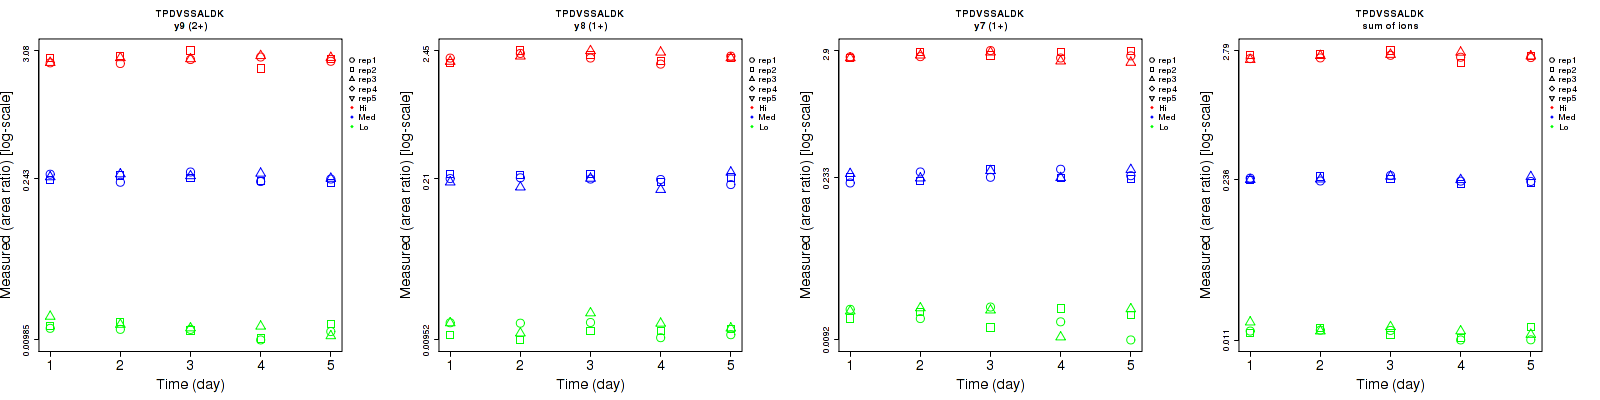 TPDVSSALDK
y9 (2+)
Measured (area ratio) [log-scale]
3.08
0.243
0.00985
1 2 3 4 5
Time (day)
rep1
rep2
rep3
rep4
rep5
Hi
Med
Lo
TPDVSSALDK
y8 (1+)
Measured (area ratio) [log-scale]
2.45
0.21
0.00952
1 2 3 4 5
Time (day)
rep1
rep2
rep3
rep4
rep5
Hi
Med
Lo
TPDVSSALDK
y7 (1+)
Measured (area ratio) [log-scale]
2.9
0.233
0.0092
1 2 3 4 5
Time (day)
rep1
rep2
rep3
rep4
rep5
Hi
Med
Lo
TPDVSSALDK
sum of ions
Measured (area ratio) [log-scale]
2.79
0.236
0.011
1 2 3 4 5
Time (day)
rep1
rep2
rep3
rep4
rep5
Hi
Med
Lo